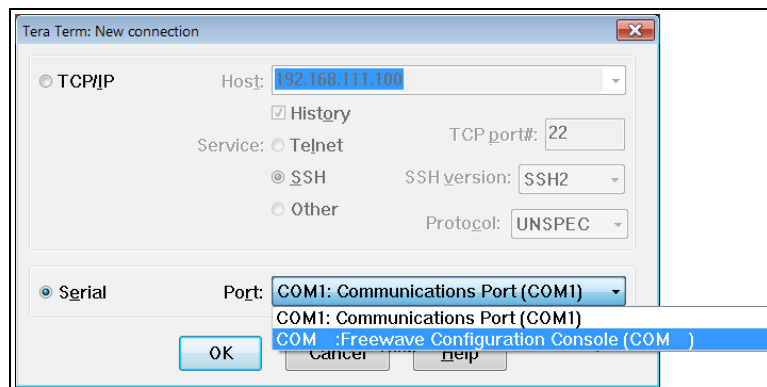 Tera Term: New connection
TCP/IP
Host: 192.168.111.100
History
Service: Telnet
TCP port#: 22
SSH
SSH version: SSH2
Other
Protocol: UNSPEC
Serial
Port: COM1: Communications Port (COM1)
COM1: Communications Port (COM1)
COM :Freewave Configuration Console (COM )
OK
Cancel
Help